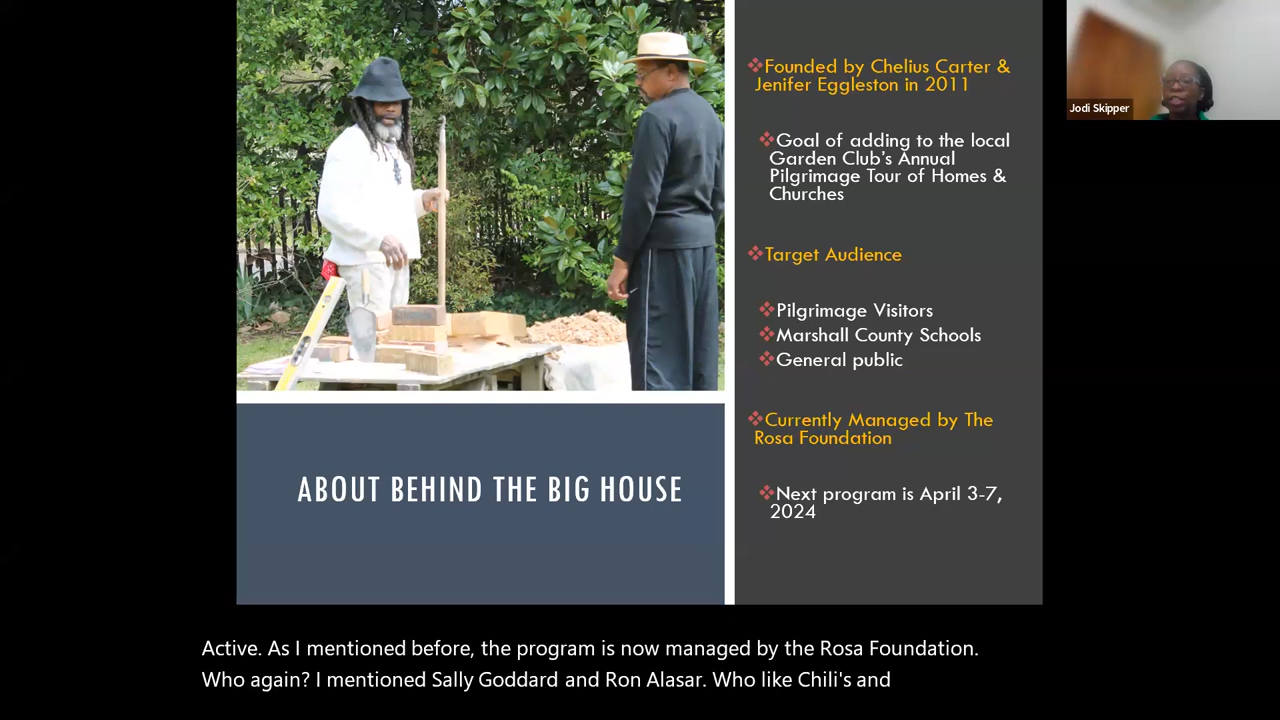 Founded by Chelius Carter &
Jenifer Eggleston in 2011
Goal of adding to the local
Garden Club's Annual
Pilgrimage Tour of Homes &
Churches
Target Audience
Pilgrimage Visitors
Marshall County Schools
General public
Currently Managed by The
Rosa Foundation
Next program is April 3-7,
2024
ABOUT BEHIND THE BIG HOUSE
Jodi Skipper
Active. As I mentioned before, the program is now managed by the Rosa Foundation.
Who again? I mentioned Sally Goddard and Ron Alasar. Who like Chili's and